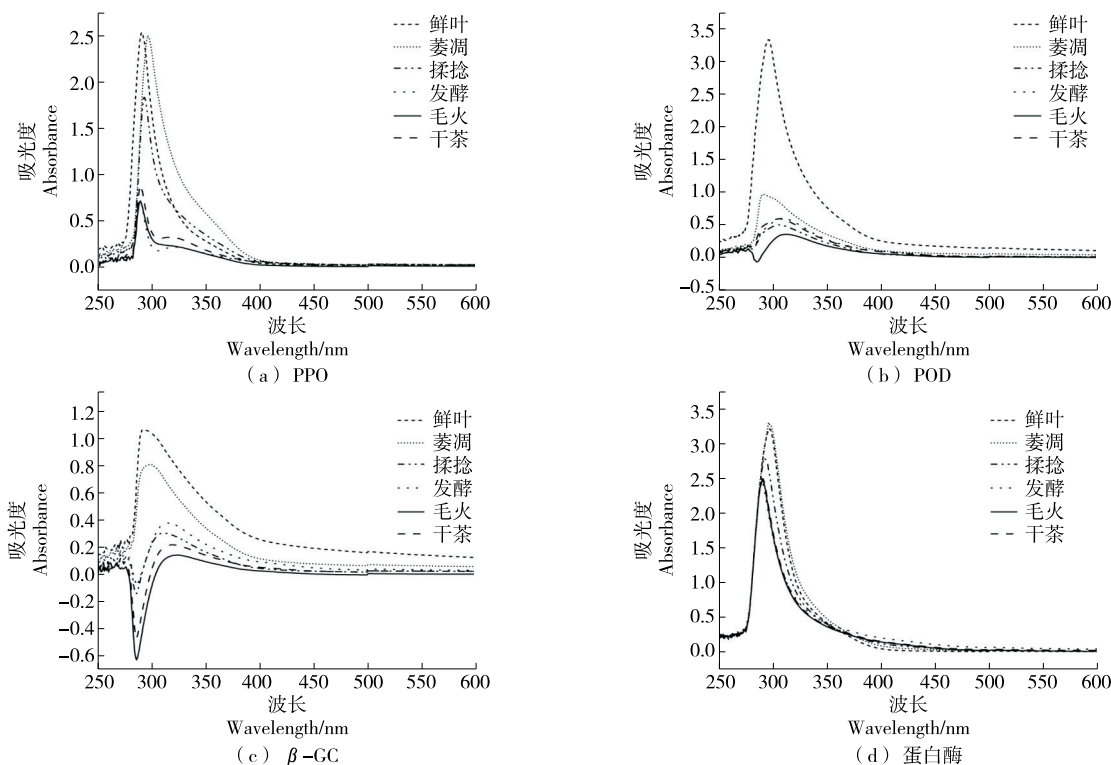 吸光度
Absorbance
2.5
2.0
1.5
1.0
0.5
0.0
250 300 350 400 450 500 550 600
鲜叶
萎凋
揉捻
发酵
毛火
干茶
波长
Wavelength/nm
（a）PPO
吸光度
Absorbance
3.5
3.0
2.5
2.0
1.5
1.0
0.5
0.0
−0.5
250 300 350 400 450 500 550 600
鲜叶
萎凋
揉捻
发酵
毛火
干茶
波长
Wavelength/nm
（b）POD
吸光度
Absorbance
1.2
1.0
0.8
0.6
0.4
0.2
0.0
−0.2
−0.4
−0.6
250 300 350 400 450 500 550 600
鲜叶
萎凋
揉捻
发酵
毛火
干茶
波长
Wavelength/nm
（c）β-GC
吸光度
Absorbance
3.5
3.0
2.5
2.0
1.5
1.0
0.5
0.0
250 300 350 400 450 500 550 600
鲜叶
萎凋
揉捻
发酵
毛火
干茶
波长
Wavelength/nm
（d）蛋白酶